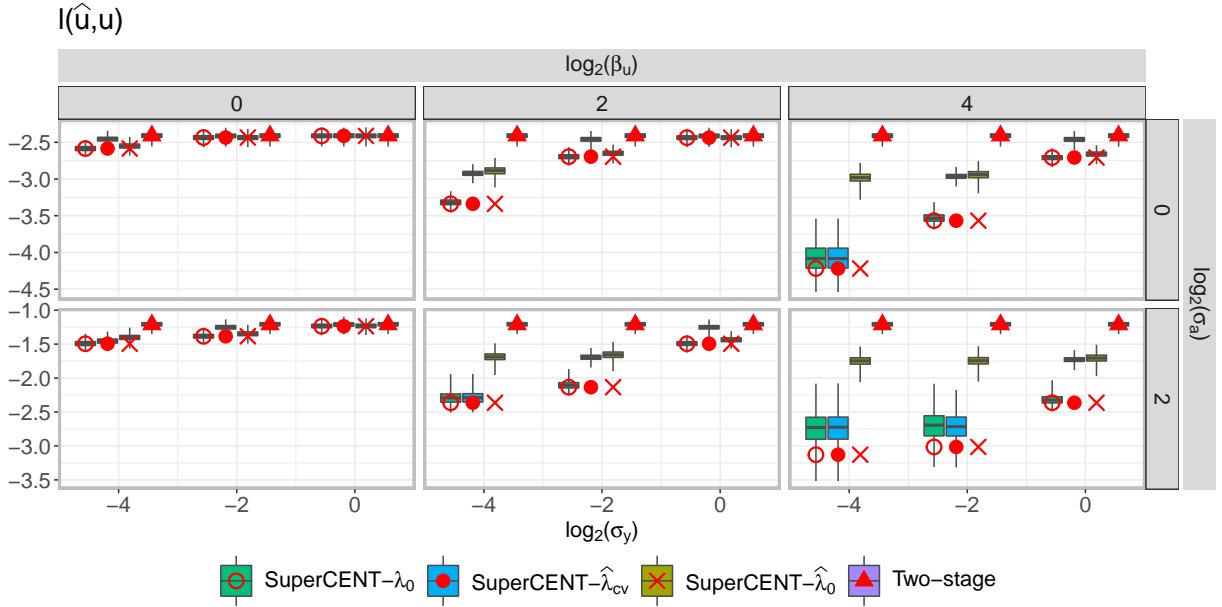 l(û,u)
log₂(βᵤ)
0 2 4
−2.5
−3.0
−3.5
−4.0
−4.5
0
−1.0
−1.5
−2.0
−2.5
−3.0
−3.5
2
log₂(σₐ)
−4 −2 0 −4 −2 0 −4 −2 0
log₂(σ_y)
SuperCENT−λ₀ SuperCENT−λ̂_cv SuperCENT−λ̂₀ Two−stage